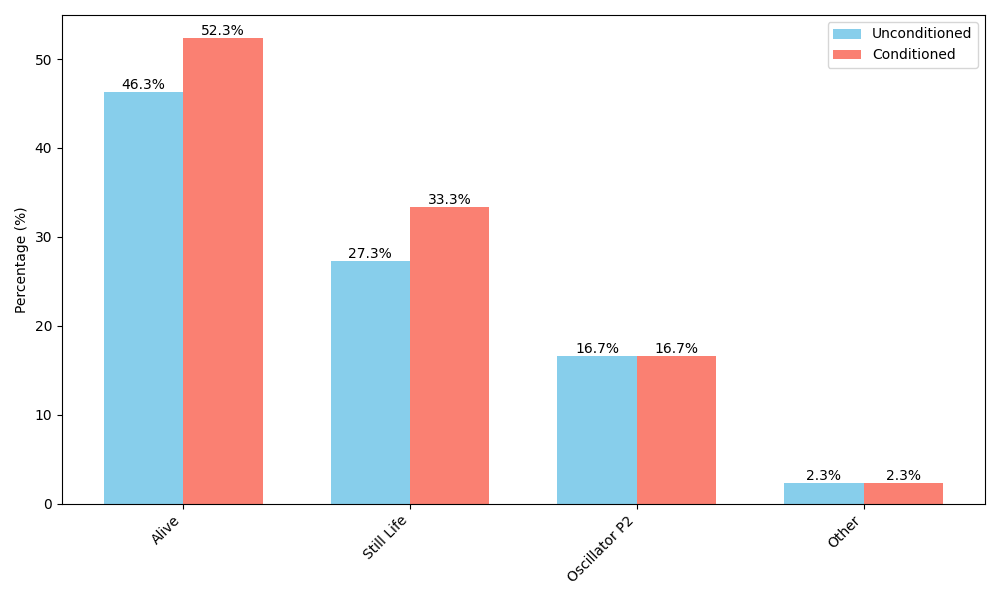 Unconditioned
Conditioned
52.3%
46.3%
33.3%
27.3%
16.7%
16.7%
2.3%
2.3%
50
40
30
20
10
0
Percentage (%)
Alive
Still Life
Oscillator P2
Other